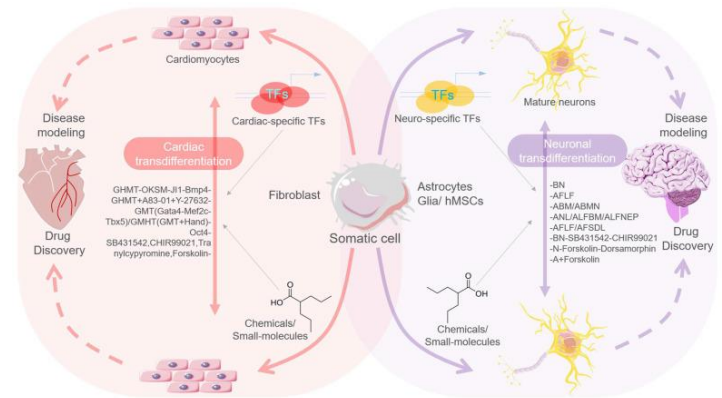 Cardiomyocytes
TFs
Cardiac-specific TFs
Disease
modeling
Cardiac
transdifferentiation
GHMT-OKSM-JI1-Bmp4-
GHMT+A83-01+Y-27632-
GMT(Gata4-Mef2c-
Tbx5)/GMHT(GMT+Hand)-
Oct4-
SB431542,CHIR99021,Tra
nylcypromine,Forskolin-
Drug
Discovery
HO
O
Chemicals/
Small-molecules
Fibroblast
Somatic cell
Astrocytes
Glia/ hMSCs
TFs
Neuro-specific TFs
Mature neurons
Neuronal
transdifferentiation
-BN
-AFLF
-ABM/ABMN
-ANL/ALFBM/ALFNEP
-AFLF/AFSDL
-BN-SB431542-CHIR99021
-N-Forskolin-Dorsamorphin
-A+Forskolin
Disease
modeling
Drug
Discovery
O
OH
Chemicals/
Small-molecules